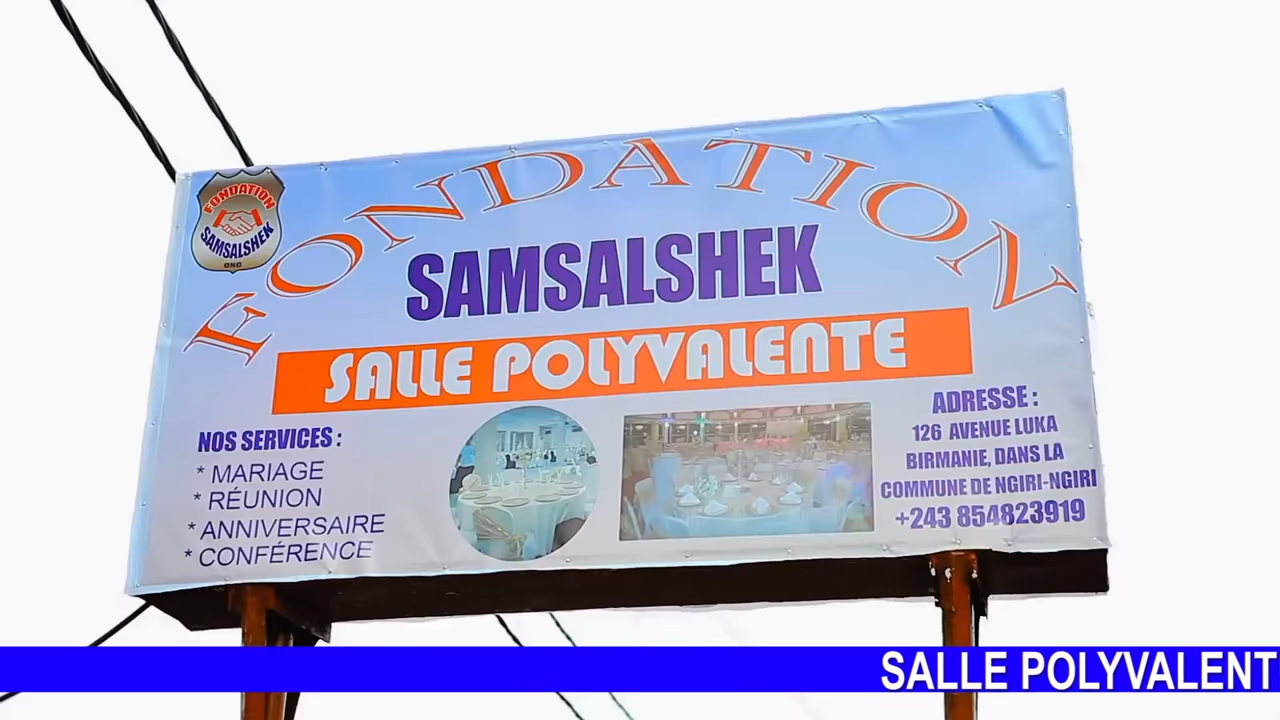 FONDATION
SAMSALSHEK
ONG
FONDATION
SAMSALSHEK
SALLE POLYVALENTE
NOS SERVICES :
* MARIAGE
* RÉUNION
* ANNIVERSAIRE
* CONFÉRENCE
ADRESSE :
126 AVENUE LUKA
BIRMANIE, DANS LA
COMMUNE DE NGIRI-NGIRI
+243 854823919
SALLE POLYVALENT